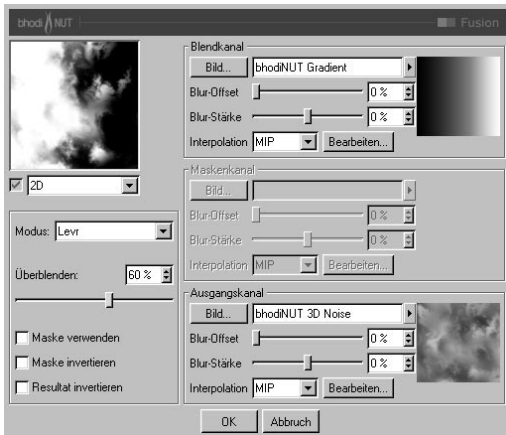 bhodi NUT
Fusion
2D
Modus: Levr
Überblenden: 60 %
Maske verwenden
Maske invertieren
Resultat invertieren
Blendkanal
Bild... bhodiNUT Gradient
Blur-Offset 0 %
Blur-Stärke 0 %
Interpolation MIP Bearbeiten...
Maskenkanal
Bild...
Blur-Offset 0 %
Blur-Stärke 0 %
Interpolation MIP Bearbeiten...
Ausgangskanal
Bild... bhodiNUT 3D Noise
Blur-Offset 0 %
Blur-Stärke 0 %
Interpolation MIP Bearbeiten...
OK Abbruch